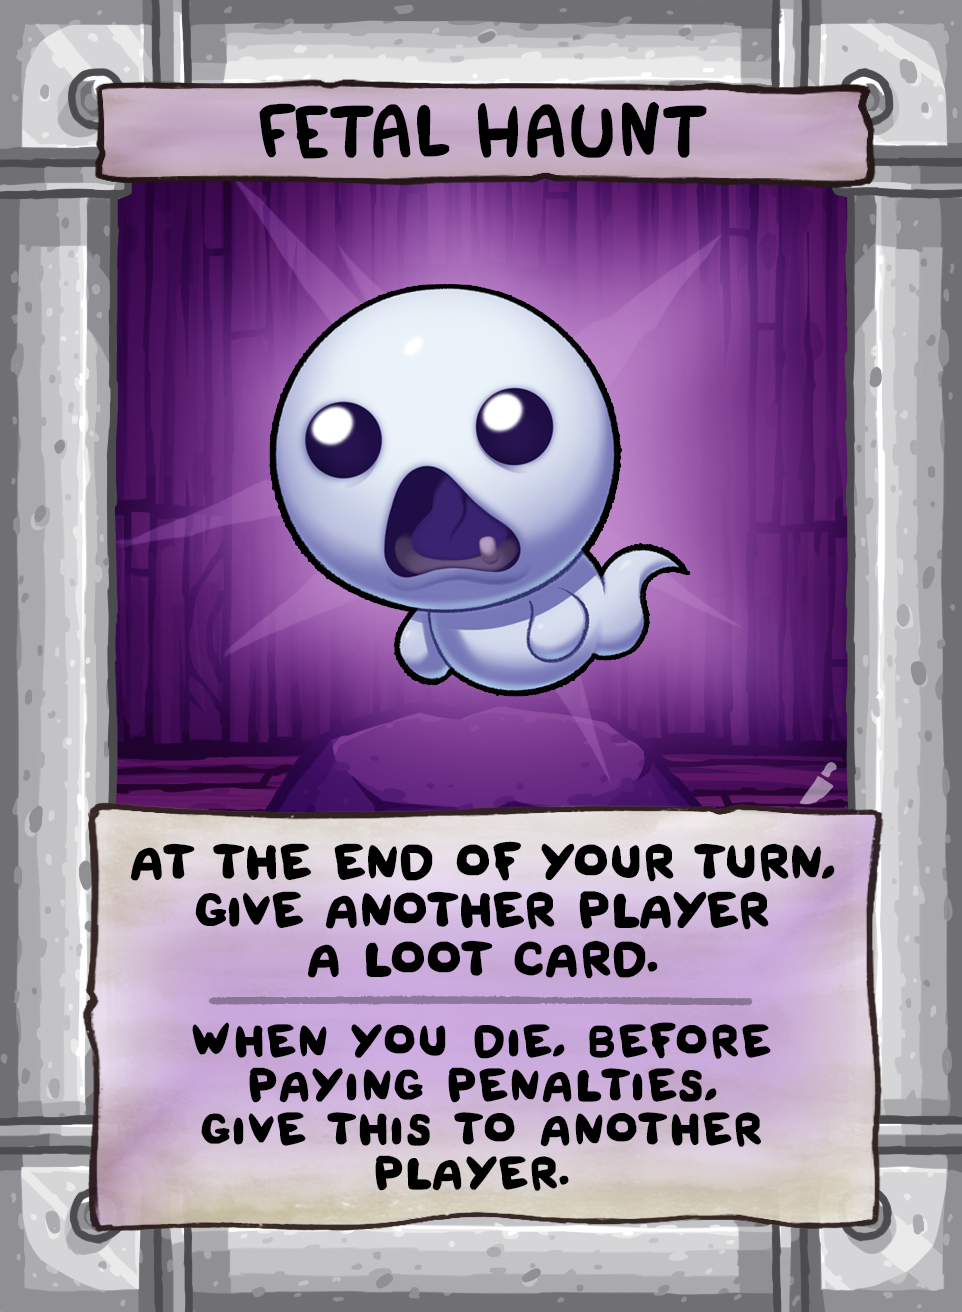 FETAL HAUNT
AT THE END OF YOUR TURN,
GIVE ANOTHER PLAYER
A LOOT CARD.
WHEN YOU DIE, BEFORE
PAYING PENALTIES,
GIVE THIS TO ANOTHER
PLAYER.